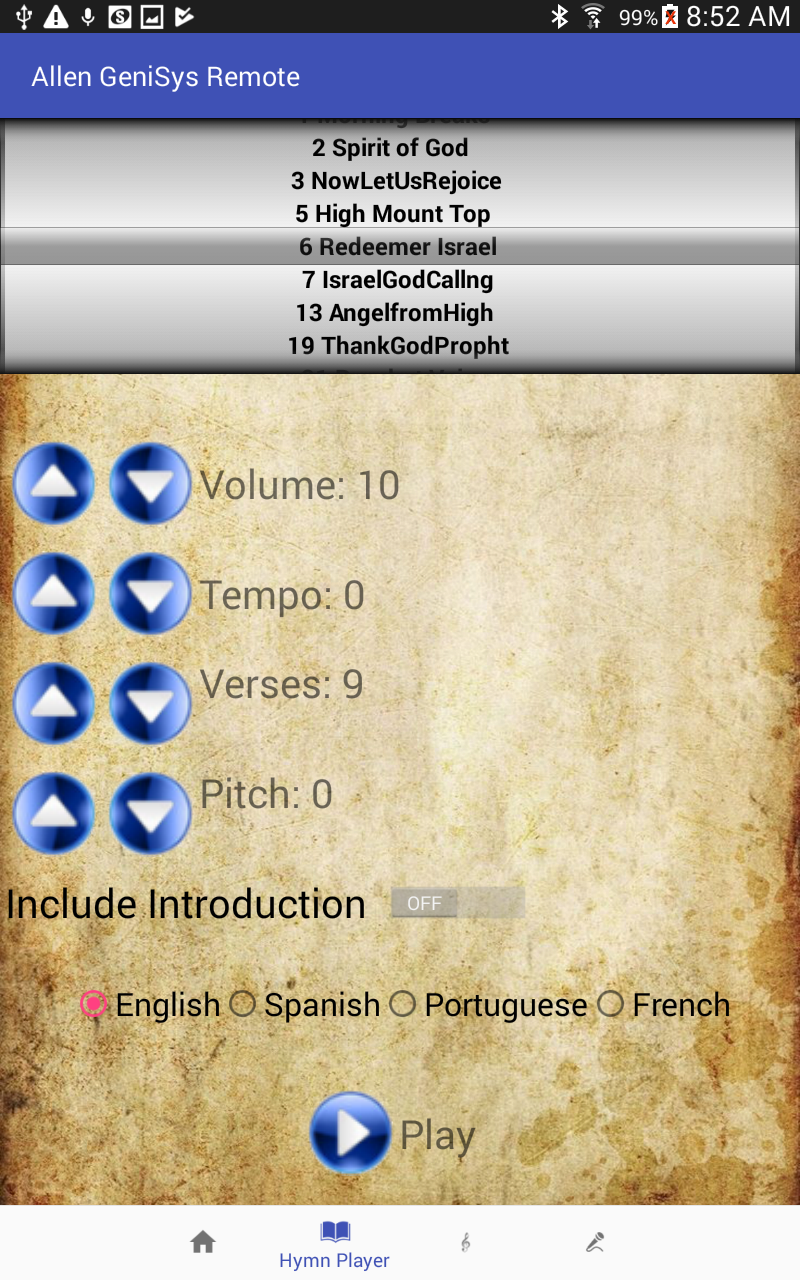 99% 8:52 AM
Allen GeniSys Remote
2 Spirit of God
3 NowLetUsRejoice
5 High Mount Top
6 Redeemer Israel
7 IsraelGodCallng
13 AngelfromHigh
19 ThankGodPropht
Volume: 10
Tempo: 0
Verses: 9
Pitch: 0
Include Introduction OFF
English Spanish Portuguese French
Play
Hymn Player